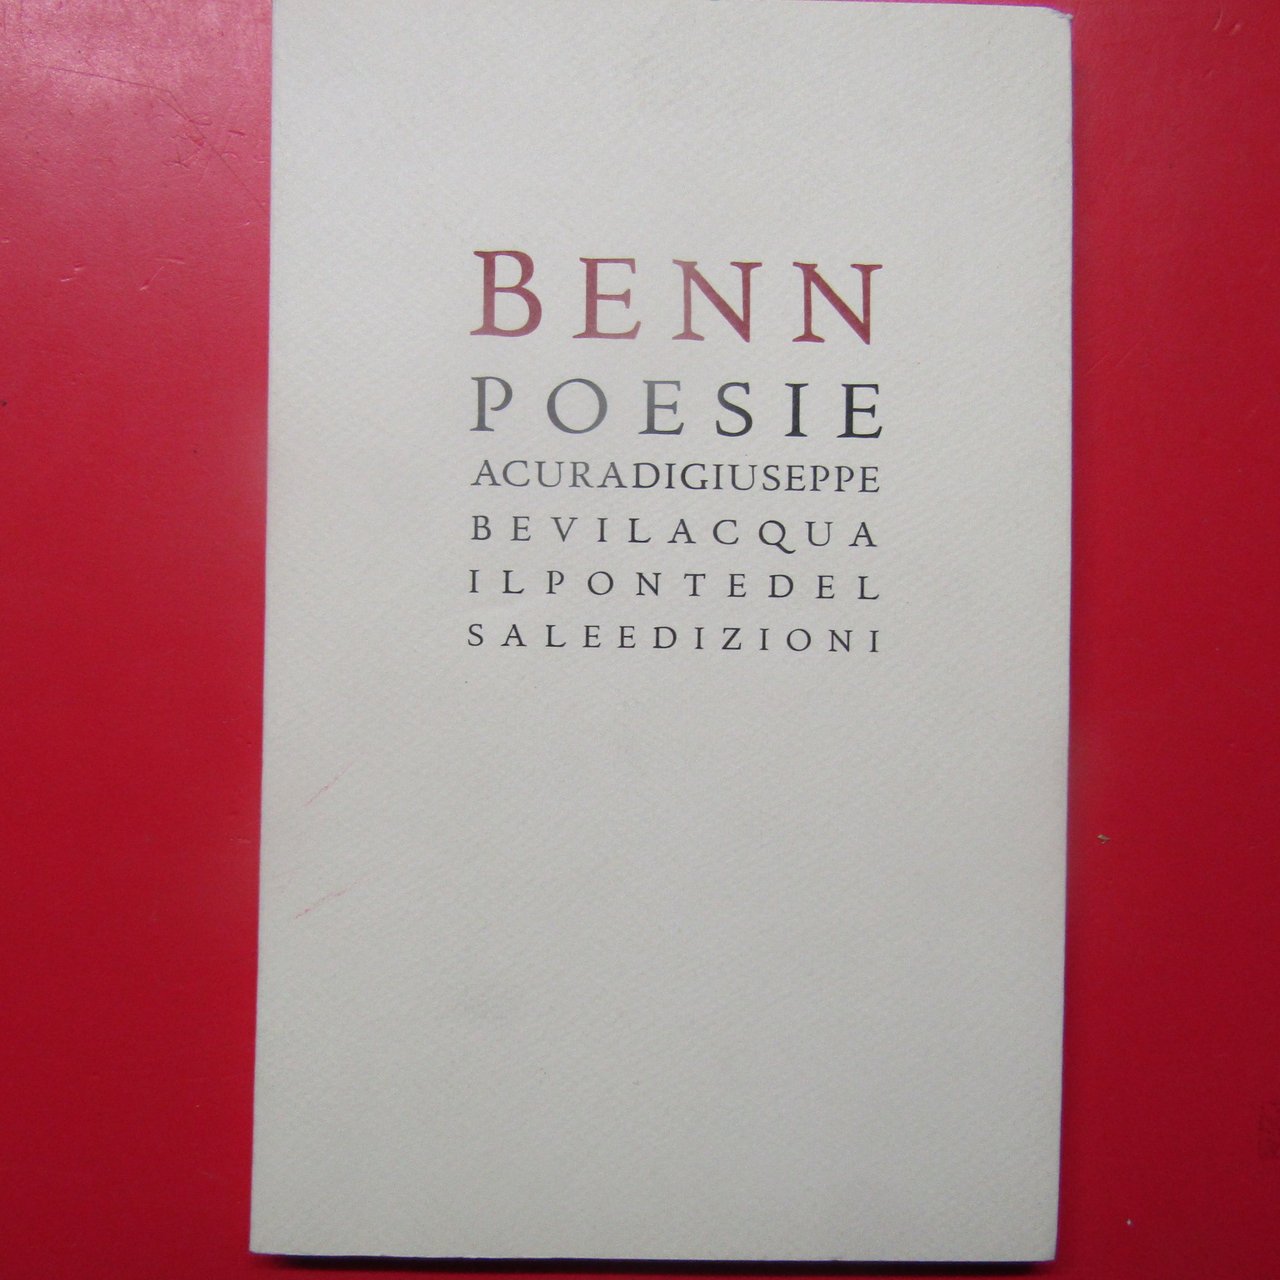 BENN
POESIE
ACURADIGIUSEPPE
BEVILACQUA
ILPONTEDEL
SALEEDIZIONI